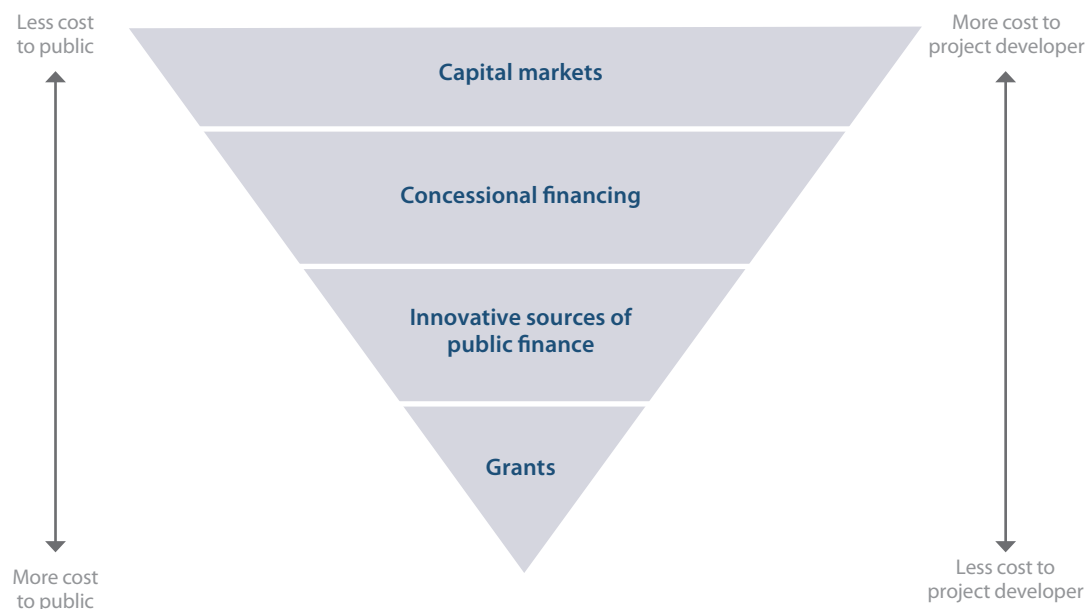 Less cost
to public
More cost to
project developer
Capital markets
Concessional financing
Innovative sources of
public finance
Grants
More cost
to public
Less cost to
project developer